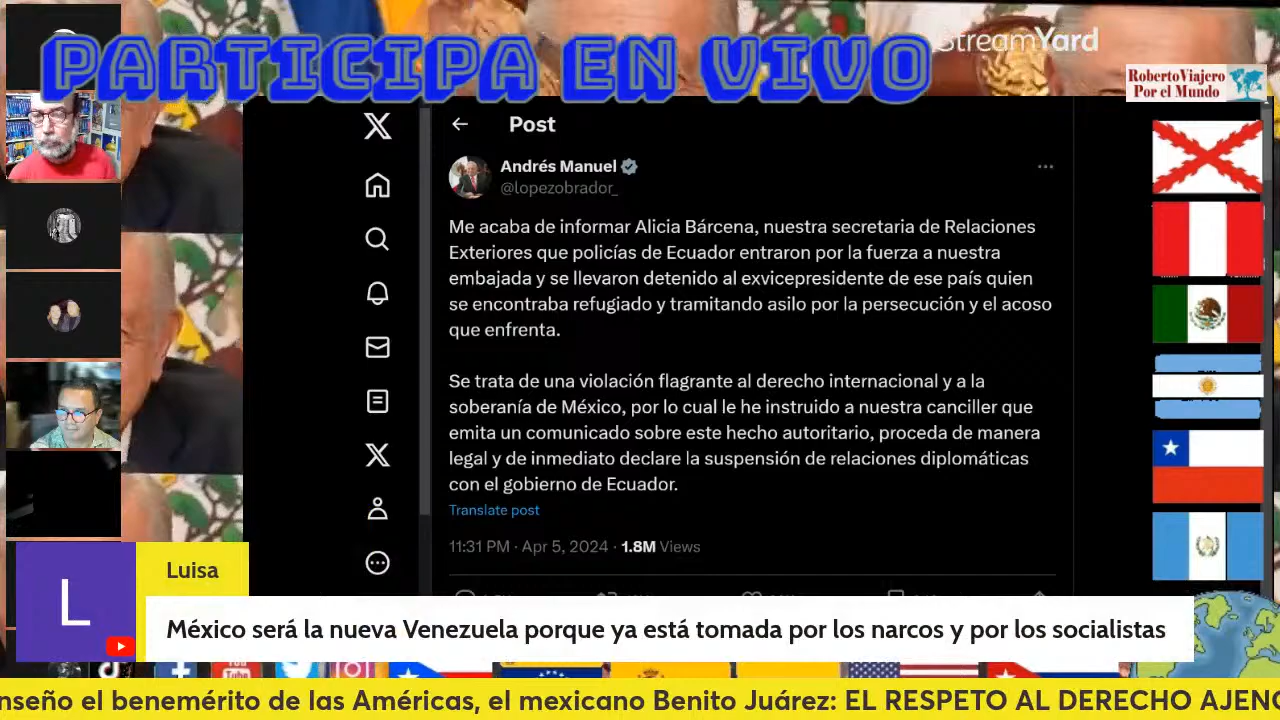 PARTICIPA EN VIVO
StreamYard
RobertoViajero
Por el Mundo
Post
Andrés Manuel
@lopezobrador_
Me acaba de informar Alicia Bárcena, nuestra secretaria de Relaciones
Exteriores que policías de Ecuador entraron por la fuerza a nuestra
embajada y se llevaron detenido al exvicepresidente de ese país quien
se encontraba refugiado y tramitando asilo por la persecución y el acoso
que enfrenta.
Se trata de una violación flagrante al derecho internacional y a la
soberanía de México, por lo cual le he instruido a nuestra canciller que
emita un comunicado sobre este hecho autoritario, proceda de manera
legal y de inmediato declare la suspensión de relaciones diplomáticas
con el gobierno de Ecuador.
Translate post
11:31 PM · Apr 5, 2024 · 1.8M Views
L
Luisa
México será la nueva Venezuela porque ya está tomada por los narcos y por los socialistas
You
Tube
nseño el benemérito de las Américas, el mexicano Benito Juárez: EL RESPETO AL DERECHO AJENO